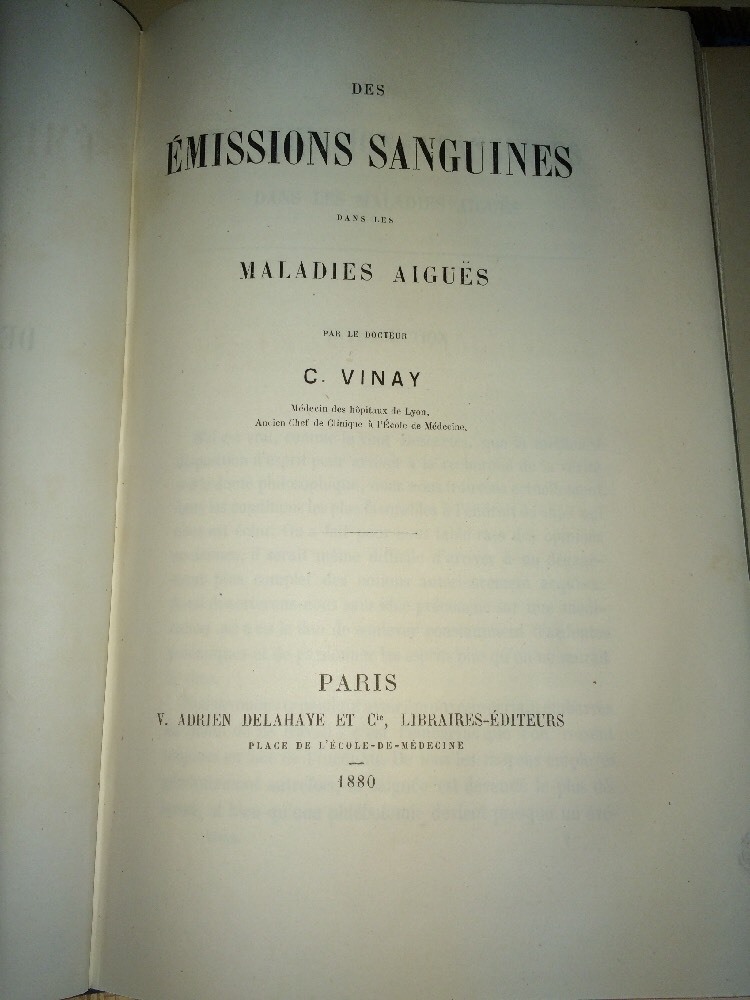 DES
ÉMISSIONS SANGUINES
DANS LES
MALADIES AIGUËS
PAR LE DOCTEUR
C. VINAY
Médecin des hôpitaux de Lyon,
Ancien Chef de Clinique à l'École de Médecine.
PARIS
V. ADRIEN DELAHAYE ET Cie, LIBRAIRES-ÉDITEURS
PLACE DE L'ÉCOLE-DE-MÉDECINE
1880